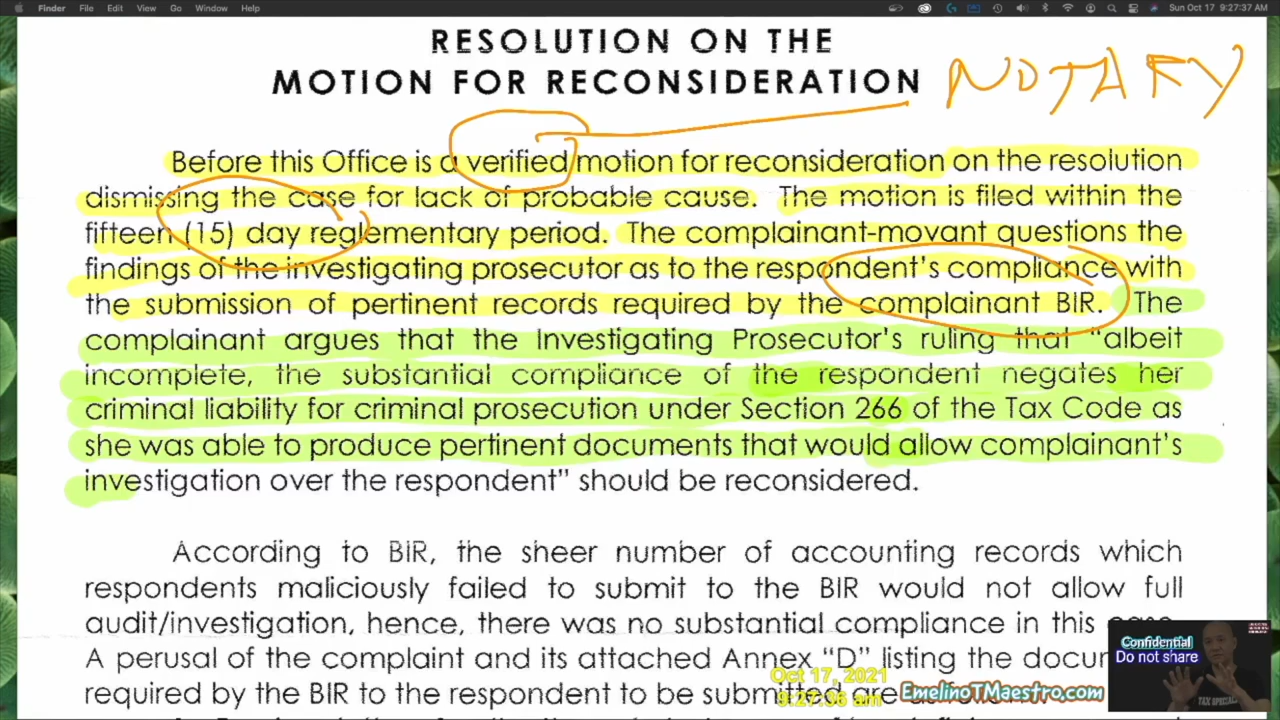 Finder File Edit View Go Window Help Sun Oct 17 9:27:37 AM
RESOLUTION ON THE
MOTION FOR RECONSIDERATION
NOTARY
Before this Office is a verified motion for reconsideration on the resolution
dismissing the case for lack of probable cause. The motion is filed within the
fifteen (15) day reglementary period. The complainant-movant questions the
findings of the investigating prosecutor as to the respondent's compliance with
the submission of pertinent records required by the complainant BIR. The
complainant argues that the Investigating Prosecutor's ruling that "albeit
incomplete, the substantial compliance of the respondent negates her
criminal liability for criminal prosecution under Section 266 of the Tax Code as
she was able to produce pertinent documents that would allow complainant's
investigation over the respondent" should be reconsidered.
According to BIR, the sheer number of accounting records which
respondents maliciously failed to submit to the BIR would not allow full
audit/investigation, hence, there was no substantial compliance in this case.
A perusal of the complaint and its attached Annex "D" listing the docum
required by the BIR to the respondent to be submitted are
Confidential
Do not share
Oct 17, 2021
9:27:36 am
EmelinoTMaestro.com